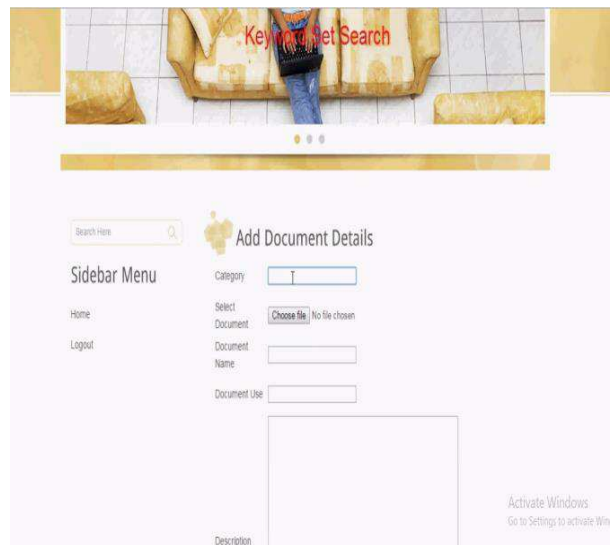 Keyword Set Search
Search Here
Add Document Details
Sidebar Menu
Home
Logout
Category
Select
Document
Choose file No file chosen
Document
Name
Document Use
Description
Activate Windows
Go to Settings to activate Win